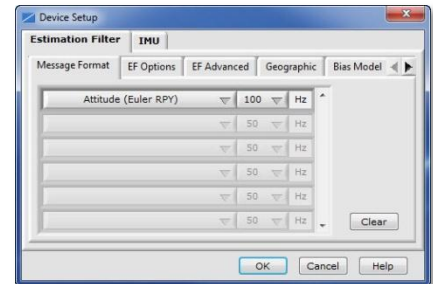 Device Setup
Estimation Filter IMU
Message Format EF Options EF Advanced Geographic Bias Model
Attitude (Euler RPY) 100 Hz
50 Hz
50 Hz
50 Hz
50 Hz
50 Hz Clear
OK Cancel Help